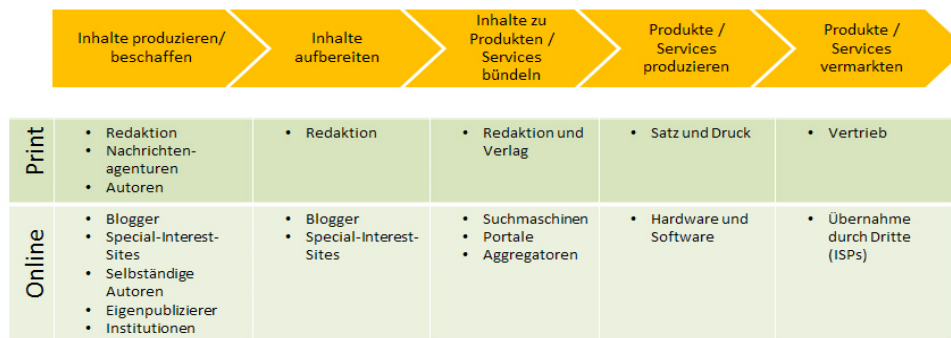 Inhalte produzieren/
beschaffen
Inhalte
aufbereiten
Inhalte zu
Produkten /
Services
bündeln
Produkte /
Services
produzieren
Produkte /
Services
vermarkten
Print
• Redaktion
• Nachrichten-
agenturen
• Autoren
• Redaktion
• Redaktion und
Verlag
• Satz und Druck
• Vertrieb
Online
• Blogger
• Special-Interest-
Sites
• Selbständige
Autoren
• Eigenpublizierer
• Institutionen
• Blogger
• Special-Interest-
Sites
• Suchmaschinen
• Portale
• Aggregatoren
• Hardware und
Software
• Übernahme
durch Dritte
(ISPs)